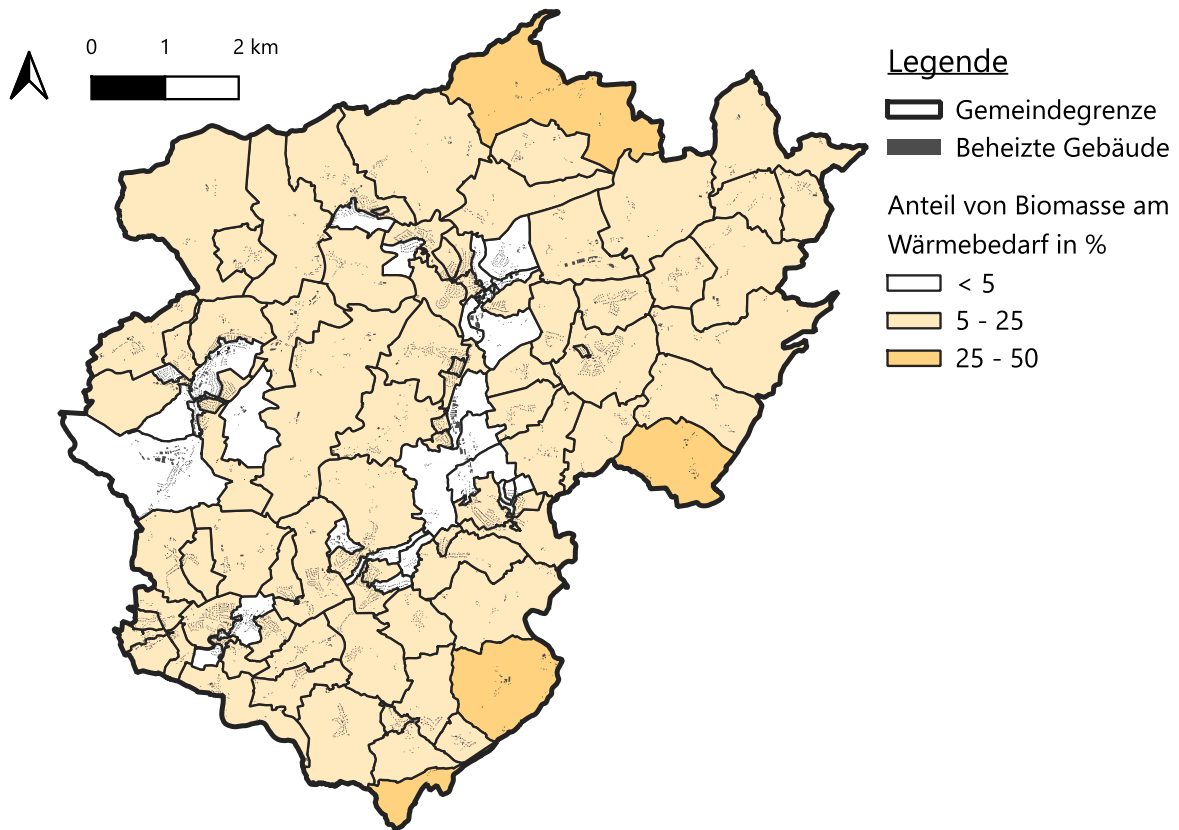 0 1 2 km
Legende
Gemeindegrenze
Beheizte Gebäude
Anteil von Biomasse am
Wärmebedarf in %
< 5
5 - 25
25 - 50